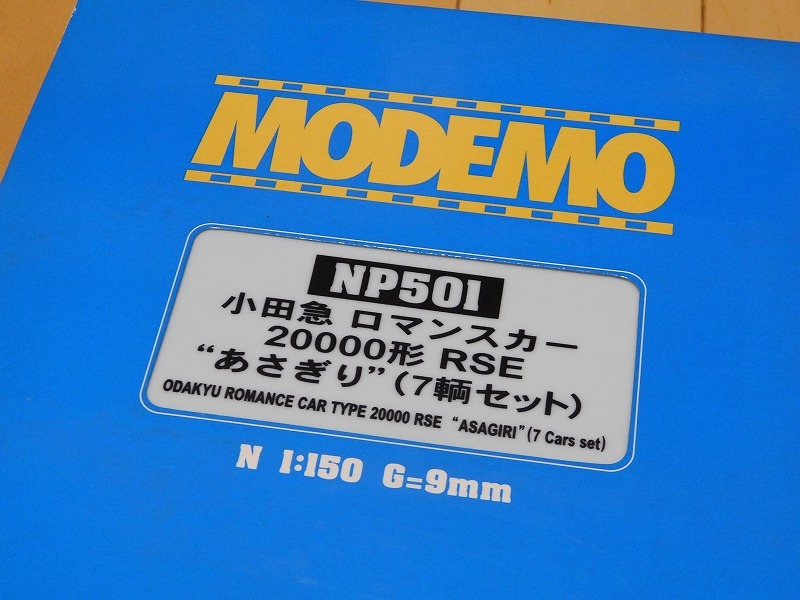 MODEMO
NP501
小田急 ロマンスカー
20000形 RSE
“あさぎり”(7輌セット)
ODAKYU ROMANCE CAR TYPE 20000 RSE “ASAGIRI”(7 Cars set)
N 1:150 G=9mm